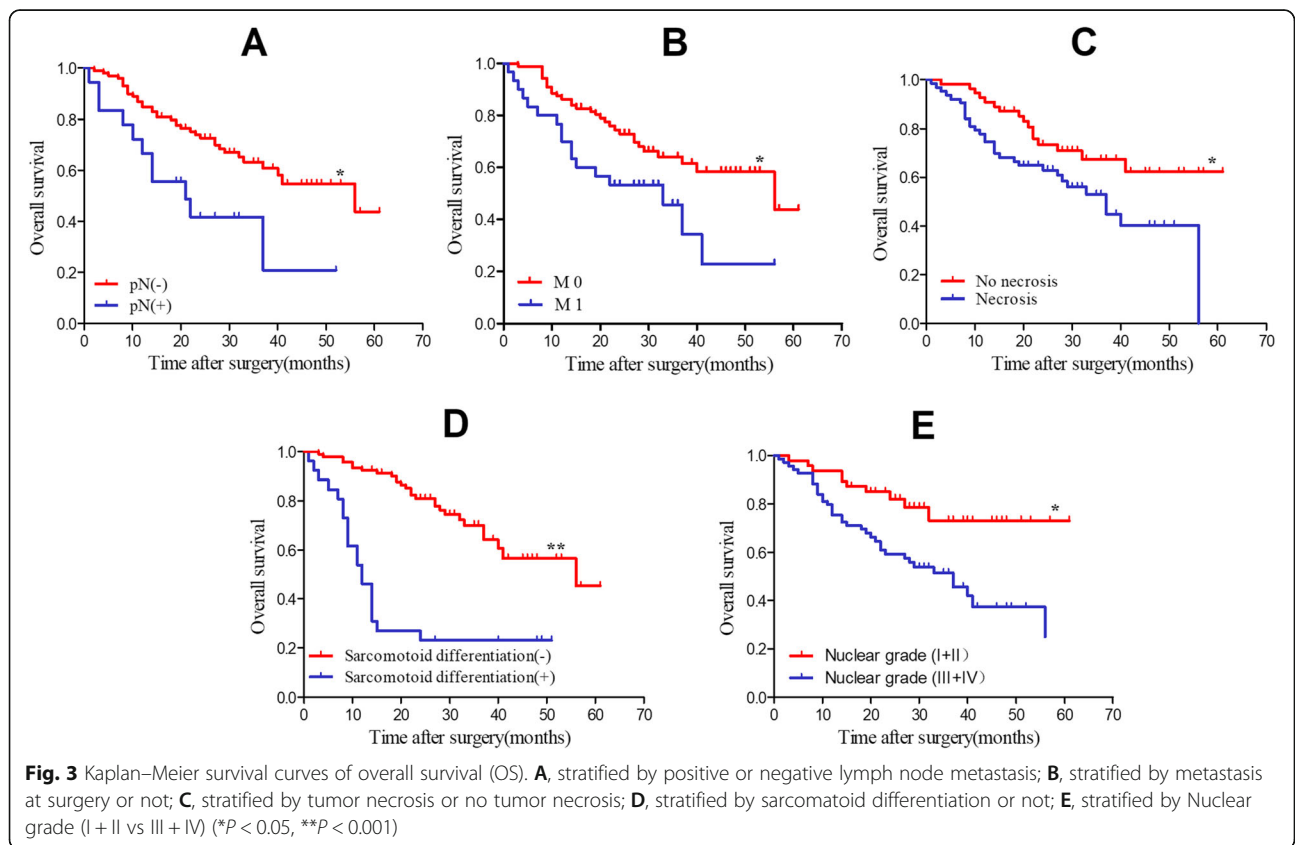 A
Overall survival
1.0
0.8
0.6
0.4
0.2
0.0
*
pN(-)
pN(+)
0 10 20 30 40 50 60 70
Time after surgery(months)
B
Overall survival
1.0
0.8
0.6
0.4
0.2
0.0
*
M 0
M 1
0 10 20 30 40 50 60 70
Time after surgery(months)
C
Overall survival
1.0
0.8
0.6
0.4
0.2
0.0
*
No necrosis
Necrosis
0 10 20 30 40 50 60 70
Time after surgery(months)
D
Overall survival
1.0
0.8
0.6
0.4
0.2
0.0
**
Sarcomotoid differentiation(-)
Sarcomotoid differentiation(+)
0 10 20 30 40 50 60 70
Time after surgery(months)
E
Overall survival
1.0
0.8
0.6
0.4
0.2
0.0
*
Nuclear grade (I+II)
Nuclear grade (III+IV)
0 10 20 30 40 50 60 70
Time after surgery(months)
Fig. 3 Kaplan–Meier survival curves of overall survival (OS). A, stratified by positive or negative lymph node metastasis; B, stratified by metastasis
at surgery or not; C, stratified by tumor necrosis or no tumor necrosis; D, stratified by sarcomatoid differentiation or not; E, stratified by Nuclear
grade (I + II vs III + IV) (*P < 0.05, **P < 0.001)